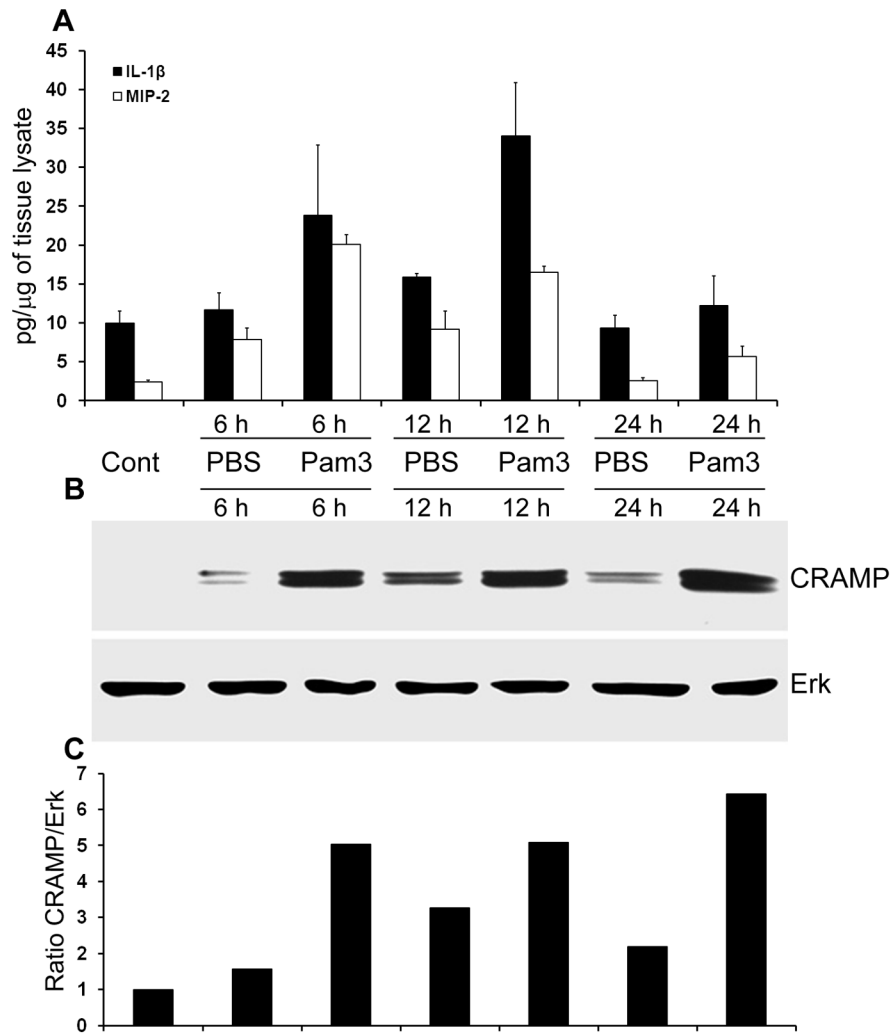 A
45
40
35
30
25
20
15
10
5
0
pg/μg of tissue lysate
IL-1β
MIP-2
6 h 6 h 12 h 12 h 24 h 24 h
Cont PBS Pam3 PBS Pam3 PBS Pam3
B
6 h 6 h 12 h 12 h 24 h 24 h
CRAMP
Erk
C
7
6
5
4
3
2
1
0
Ratio CRAMP/Erk